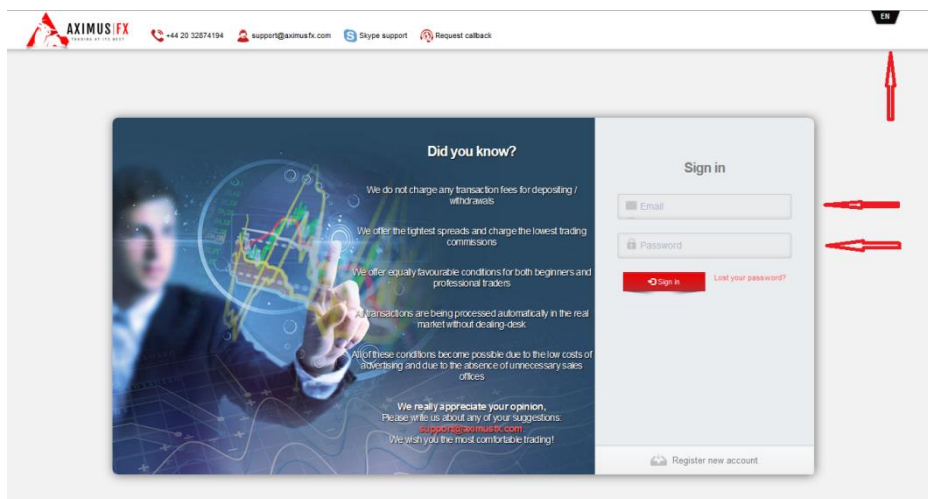 EN
AXIMUS FX
TRADING AT ITS BEST
+44 20 32874194
support@aximusfx.com
Skype support
Request callback
Did you know?
We do not charge any transaction fees for depositing /
withdrawals
We offer the tightest spreads and charge the lowest trading
commissions
We offer equally favourable conditions for both beginners and
professional traders
All transactions are being processed automatically in the real
market without dealing-desk
All of these conditions become possible due to the low costs of
advertising and due to the absence of unnecessary sales
offices
We really appreciate your opinion,
Please write us about any of your suggestions:
support@aximusfx.com
We wish you the most comfortable trading!
Sign in
Email
Password
Sign in
Lost your password?
Register new account